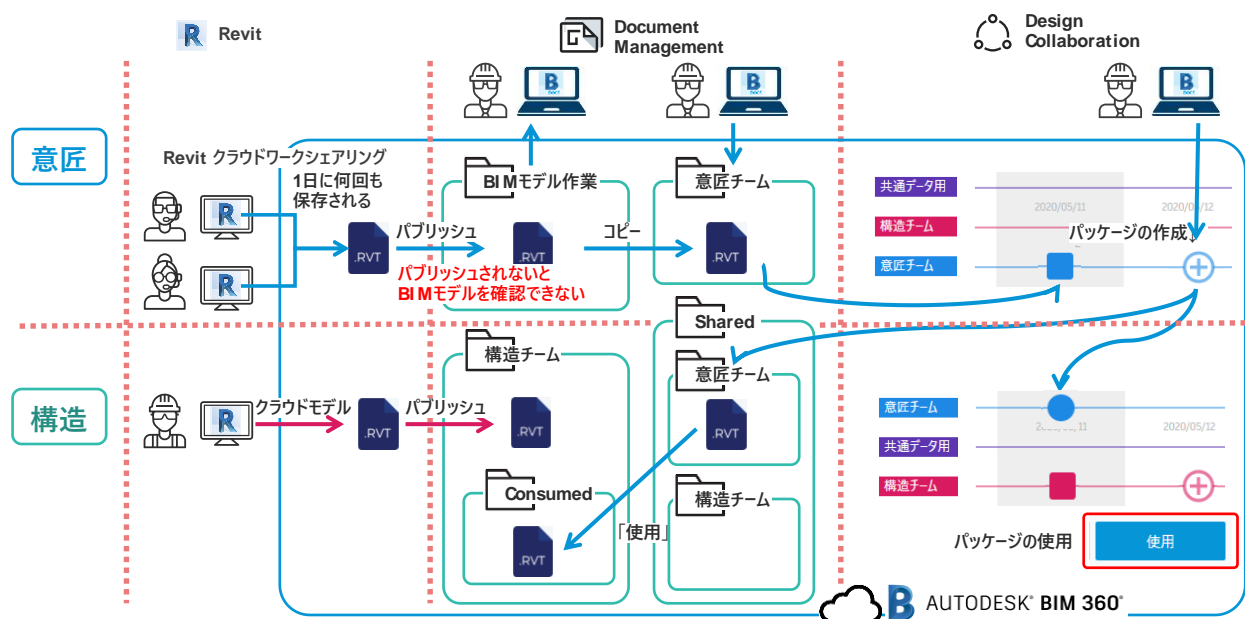 Revit
Document
Management
Design
Collaboration
意匠
Revit クラウドワークシェアリング
1日に何回も
保存される
.RVT
パブリッシュ
パブリッシュされないと
BIMモデルを確認できない
BIMモデル作業
.RVT
コピー
意匠チーム
.RVT
共通データ用
2020/05/11
2020/05/12
構造チーム
パッケージの作成
意匠チーム
構造
クラウドモデル
.RVT
パブリッシュ
構造チーム
.RVT
Consumed
.RVT
「使用」
Shared
意匠チーム
.RVT
構造チーム
意匠チーム
2020/05/12
共通データ用
構造チーム
パッケージの使用
使用
AUTODESK® BIM 360®